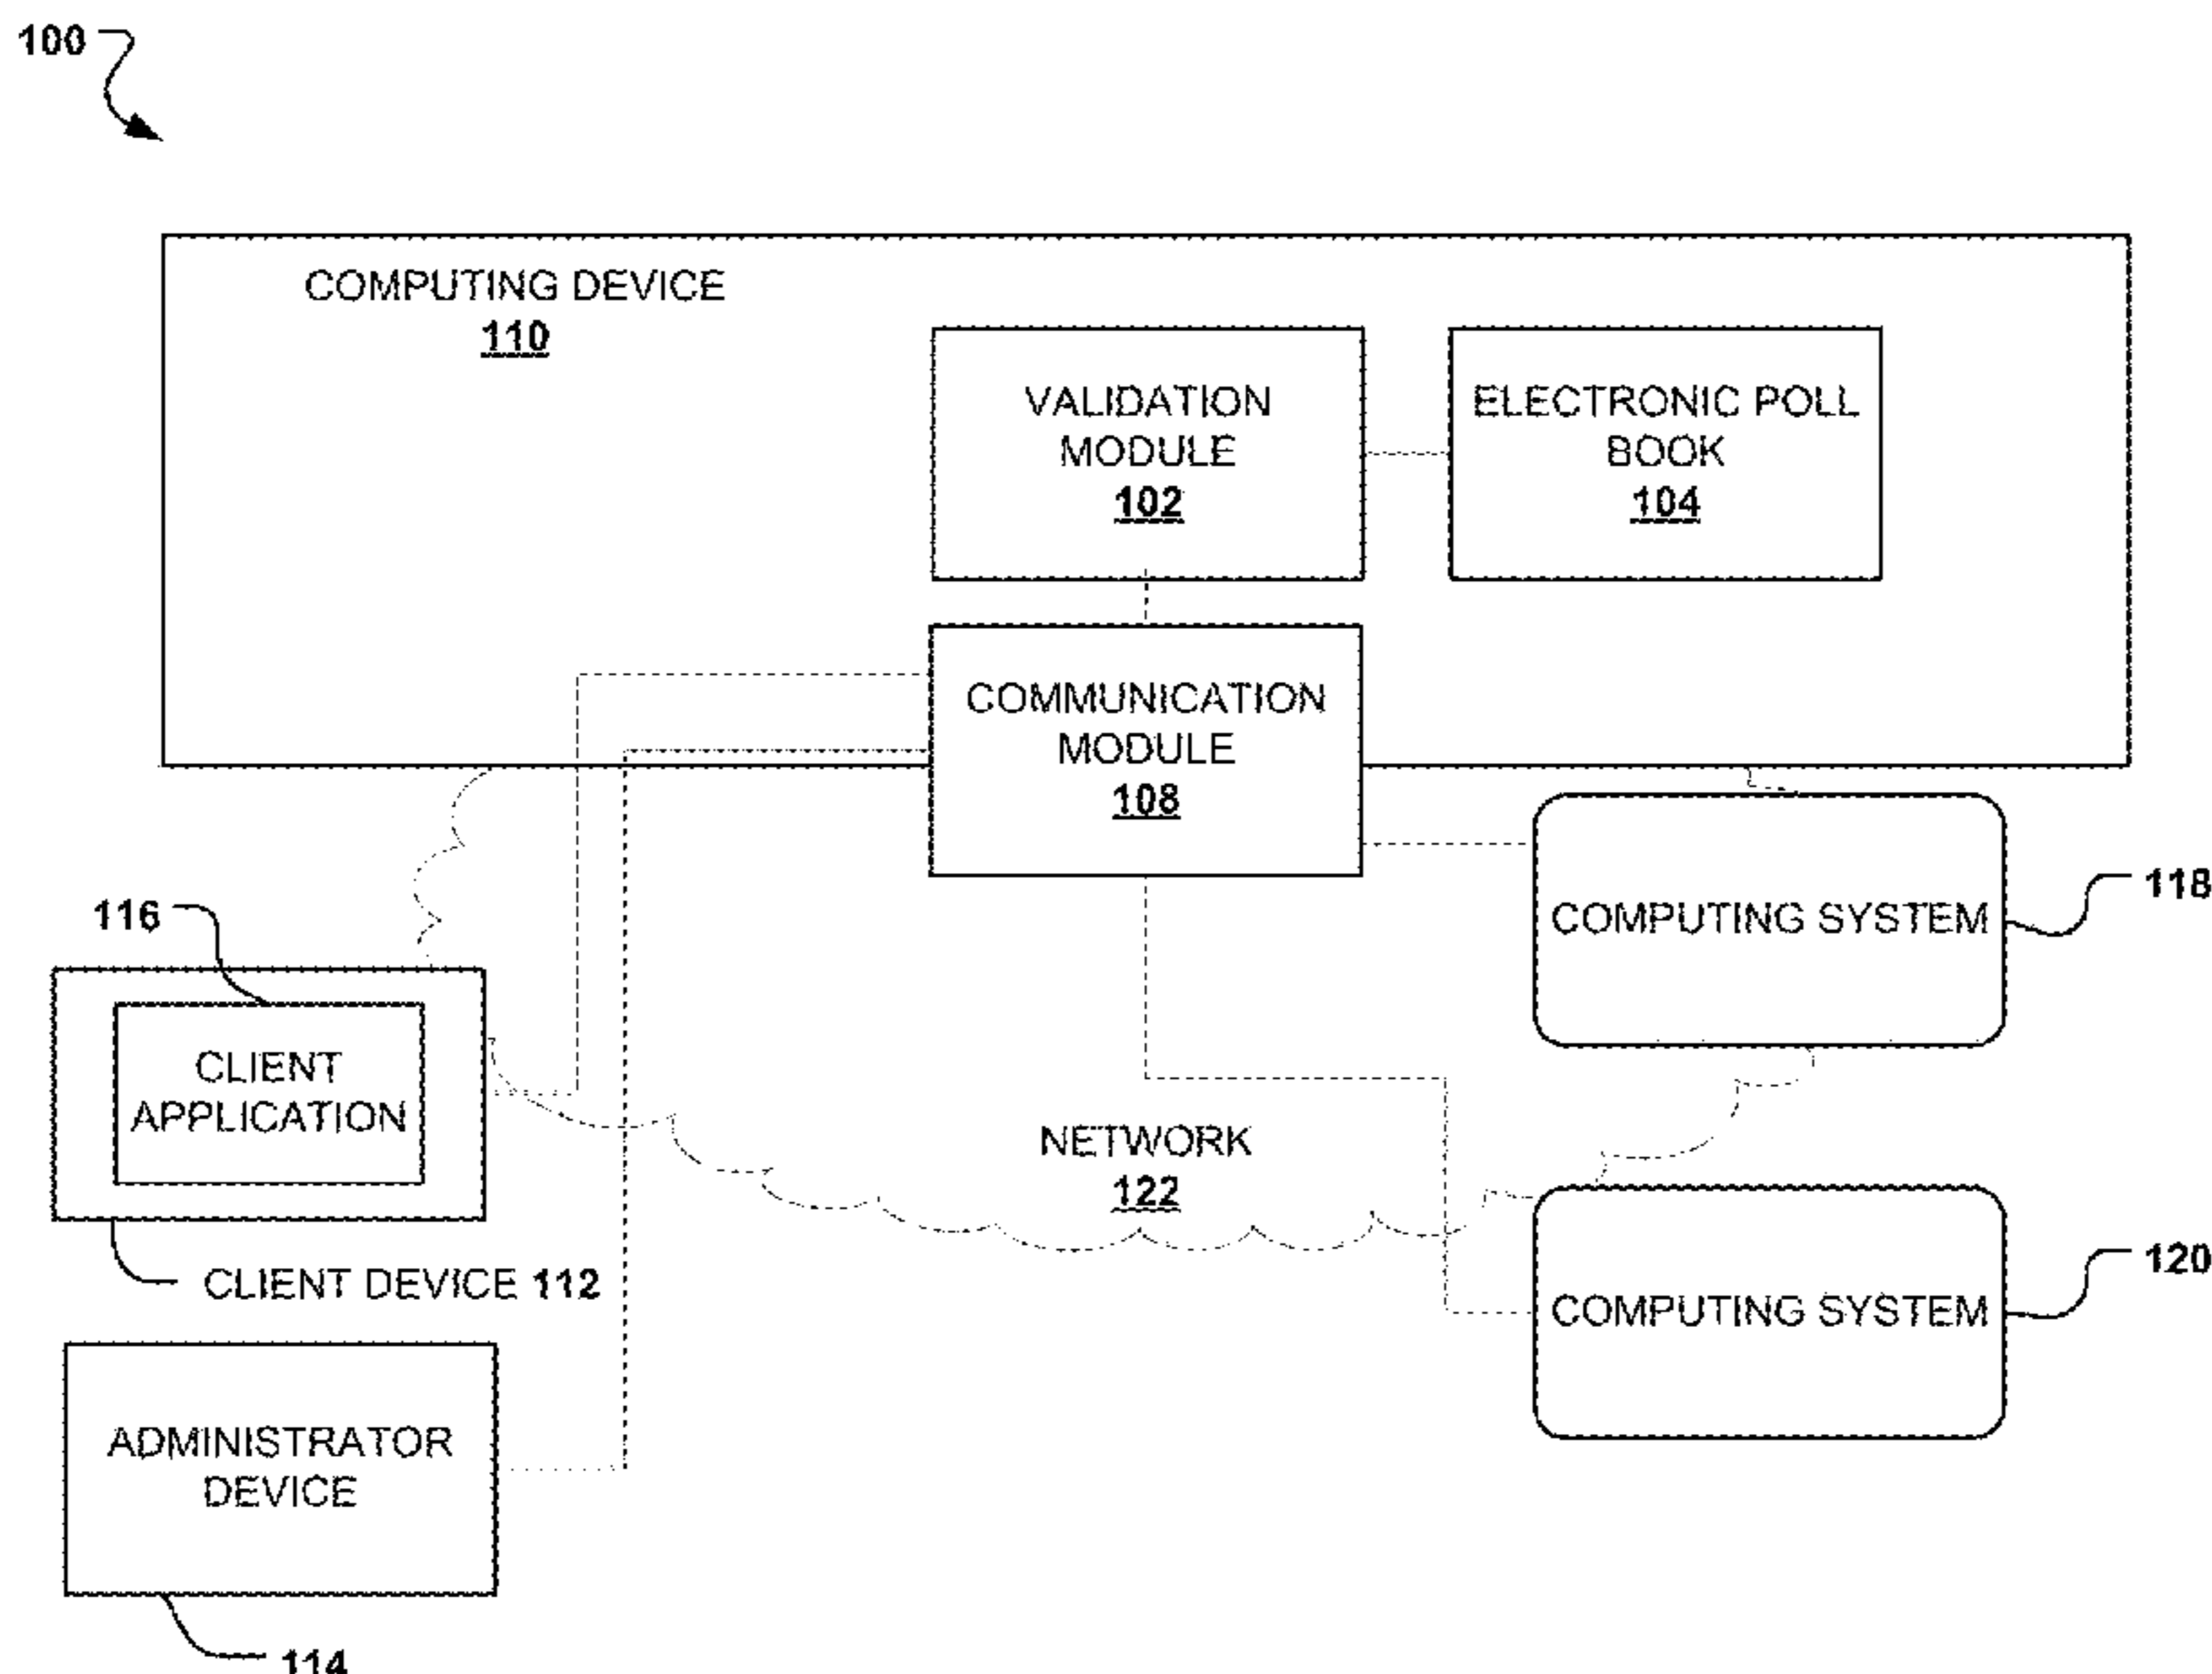 100
COMPUTING DEVICE
110
VALIDATION
MODULE
102
ELECTRONIC POLL
BOOK
104
COMMUNICATION
MODULE
108
116
CLIENT
APPLICATION
CLIENT DEVICE 112
COMPUTING SYSTEM
118
NETWORK
122
COMPUTING SYSTEM
120
ADMINISTRATOR
DEVICE
114